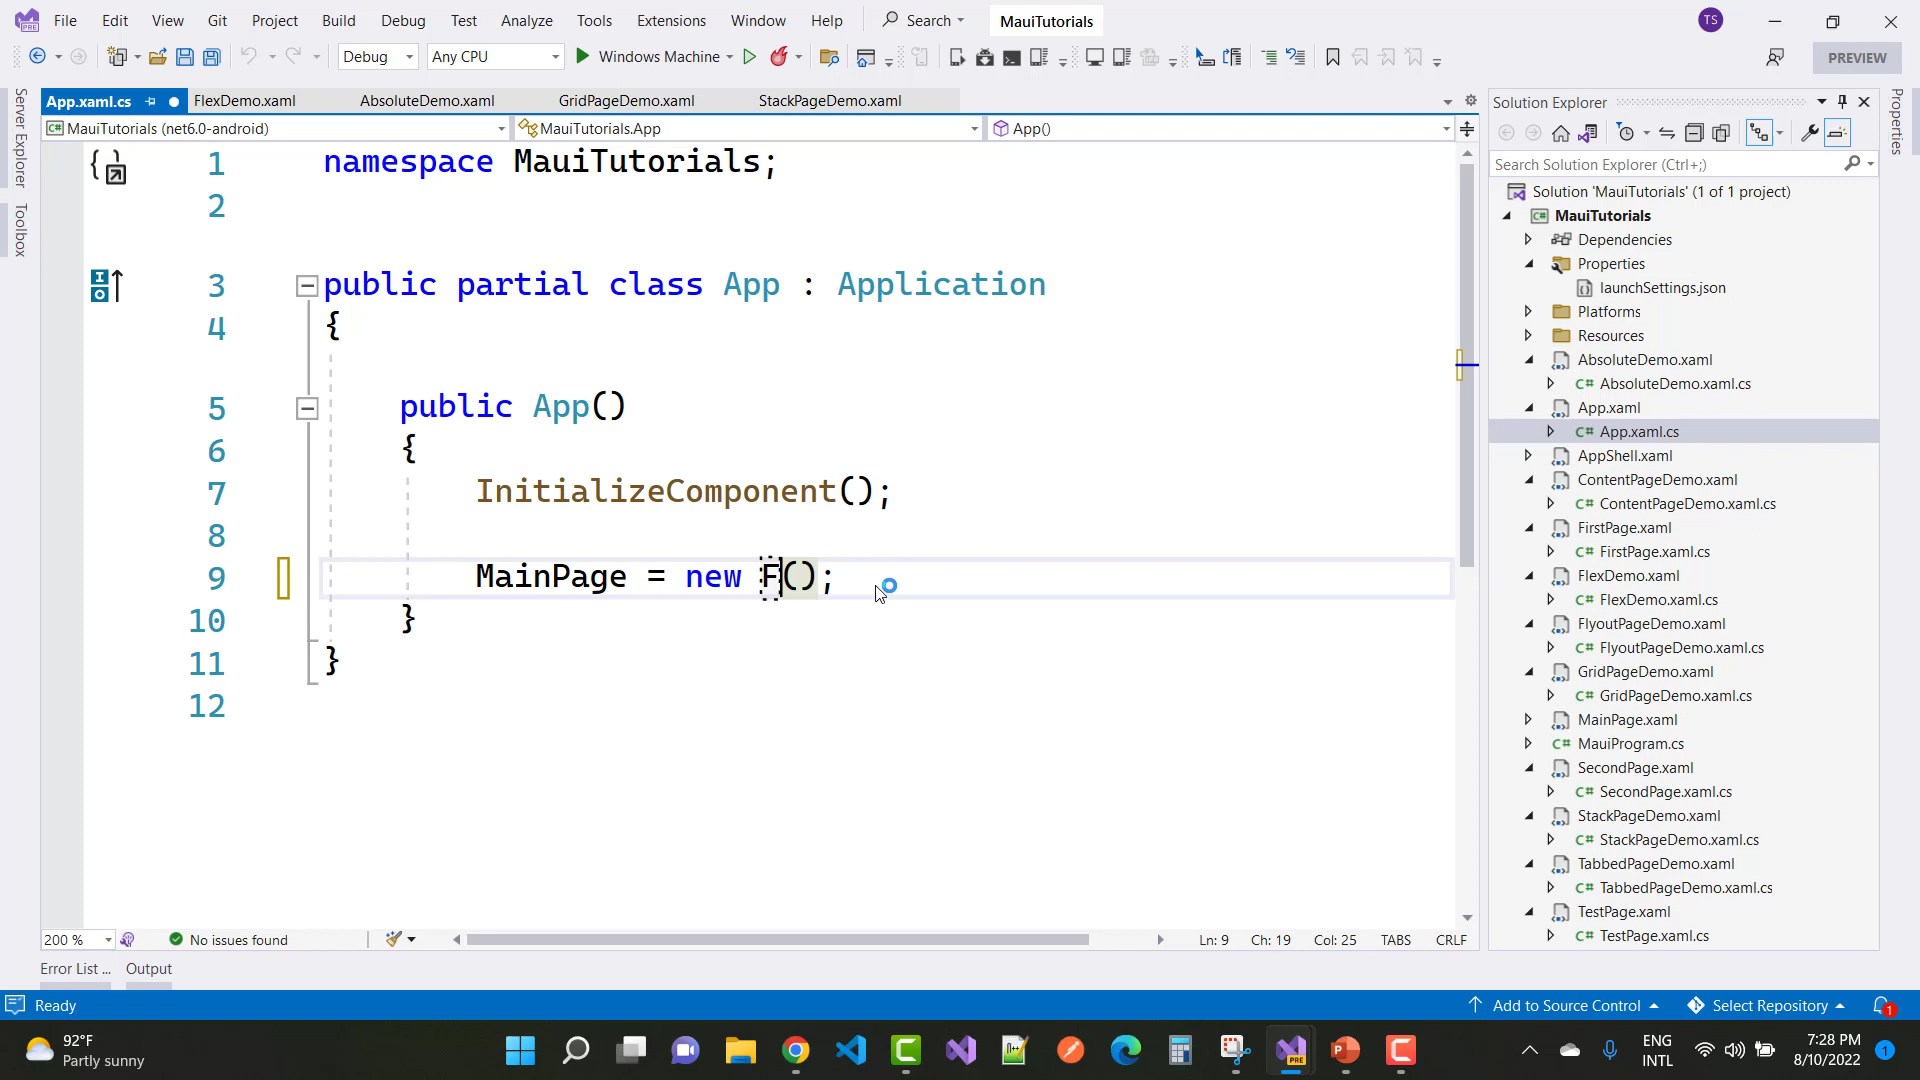 File Edit View Git Project Build Debug Test Analyze Tools Extensions Window Help Search MauiTutorials TS
Debug Any CPU Windows Machine PREVIEW
App.xaml.cs FlexDemo.xaml AbsoluteDemo.xaml GridPageDemo.xaml StackPageDemo.xaml
MauiTutorials (net6.0-android) MauiTutorials.App App()
Server Explorer
Toolbox
1 namespace MauiTutorials;
2
3 public partial class App : Application
4 {
5 public App()
6 {
7 InitializeComponent();
8
9 MainPage = new F();
10 }
11 }
12
200 % No issues found Ln: 9 Ch: 19 Col: 25 TABS CRLF
Solution Explorer
Search Solution Explorer (Ctrl+;)
Solution 'MauiTutorials' (1 of 1 project)
MauiTutorials
Dependencies
Properties
launchSettings.json
Platforms
Resources
AbsoluteDemo.xaml
AbsoluteDemo.xaml.cs
App.xaml
App.xaml.cs
AppShell.xaml
ContentPageDemo.xaml
ContentPageDemo.xaml.cs
FirstPage.xaml
FirstPage.xaml.cs
FlexDemo.xaml
FlexDemo.xaml.cs
FlyoutPageDemo.xaml
FlyoutPageDemo.xaml.cs
GridPageDemo.xaml
GridPageDemo.xaml.cs
MainPage.xaml
MauiProgram.cs
SecondPage.xaml
SecondPage.xaml.cs
StackPageDemo.xaml
StackPageDemo.xaml.cs
TabbedPageDemo.xaml
TabbedPageDemo.xaml.cs
TestPage.xaml
TestPage.xaml.cs
Properties
Error List ... Output
Ready Add to Source Control Select Repository 1
92°F
Partly sunny
ENG
INTL
7:28 PM
8/10/2022
1